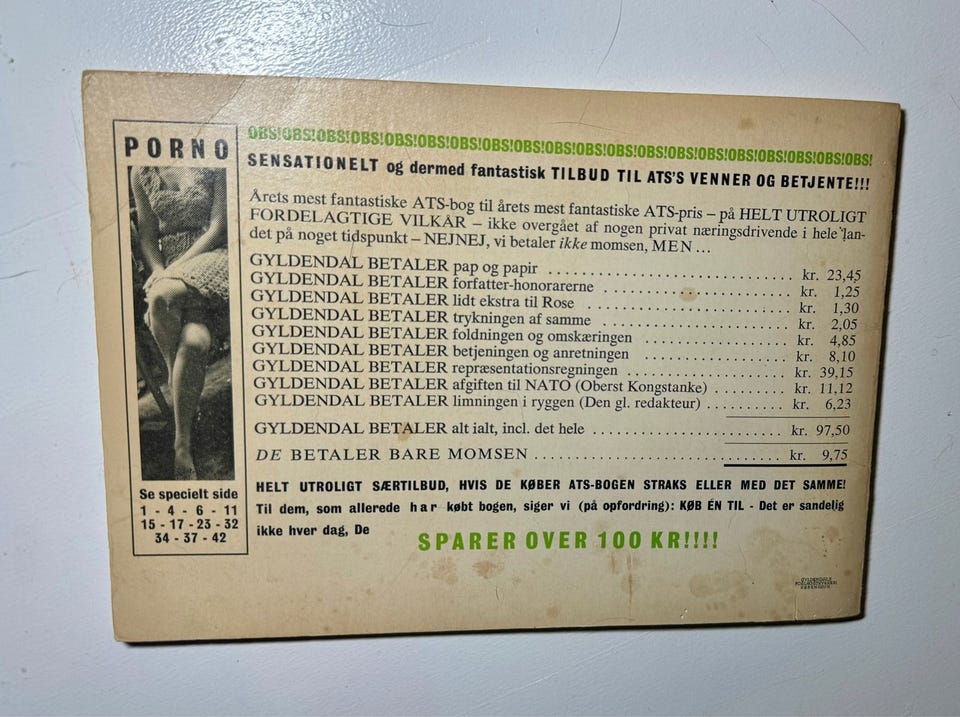 PORNO
Se specielt side
1 - 4 - 6 - 11
15 - 17 - 23 - 32
34 - 37 - 42
OBS!OBS!OBS!OBS!OBS!OBS!OBS!OBS!OBS!OBS!OBS!OBS!OBS!OBS!OBS!OBS!OBS!OBS!OBS!
SENSATIONELT og dermed fantastisk TILBUD TIL ATS'S VENNER OG BETJENTE!!!
Årets mest fantastiske ATS-bog til årets mest fantastiske ATS-pris – på HELT UTROLIGT
FORDELAGTIGE VILKÅR – ikke overgået af nogen privat næringsdrivende i hele lan-
det på noget tidspunkt – NEJNEJ, vi betaler ikke momsen, MEN ...
GYLDENDAL BETALER pap og papir ............................ kr. 23,45
GYLDENDAL BETALER forfatter-honorarerne ...................... kr. 1,25
GYLDENDAL BETALER lidt ekstra til Rose ........................ kr. 1,30
GYLDENDAL BETALER trykningen af samme ...................... kr. 2,05
GYLDENDAL BETALER foldningen og omskæringen .................. kr. 4,85
GYLDENDAL BETALER betjeningen og anretningen .................. kr. 8,10
GYLDENDAL BETALER repræsentationsregningen .................. kr. 39,15
GYLDENDAL BETALER afgiften til NATO (Oberst Kongstanke) ......... kr. 11,12
GYLDENDAL BETALER limningen i ryggen (Den gl. redakteur) .......... kr. 6,23
GYLDENDAL BETALER alt ialt, incl. det hele ........................ kr. 97,50
DE BETALER BARE MOMSEN ................................ kr. 9,75
HELT UTROLIGT SÆRTILBUD, HVIS DE KØBER ATS-BOGEN STRAKS ELLER MED DET SAMME!
Til dem, som allerede har købt bogen, siger vi (på opfordring): KØB ÉN TIL - Det er sandelig
ikke hver dag, De
SPARER OVER 100 KR!!!!